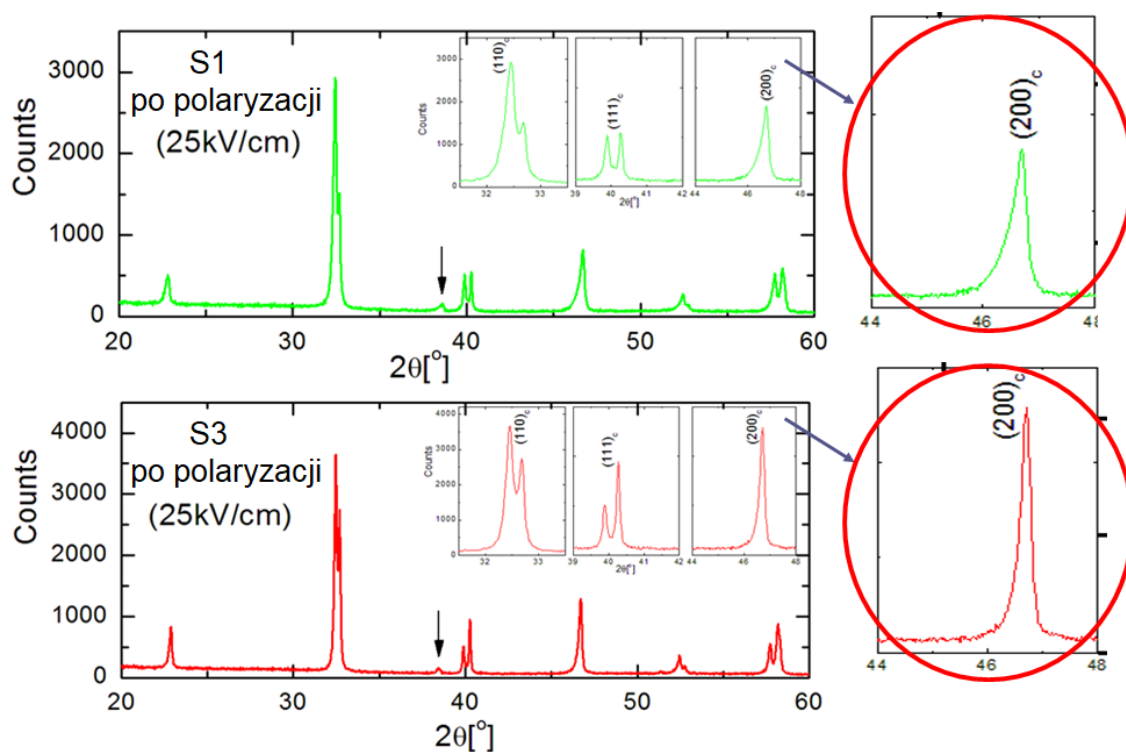 S1
po polaryzacji
(25kV/cm)
Counts
3000
2000
1000
0
20
30
40
50
60
2θ[°]
Counts
3000
2000
1000
0
(110)c
32
33
(111)c
39
40
41
42
2θ[°]
(200)c
44
46
48
(200)c
44
46
48
S3
po polaryzacji
(25kV/cm)
Counts
4000
3000
2000
1000
0
20
30
40
50
60
2θ[°]
Counts
4000
3000
2000
1000
0
(110)c
32
33
(111)c
39
40
41
42
2θ[°]
(200)c
44
46
48
(200)c
44
46
48